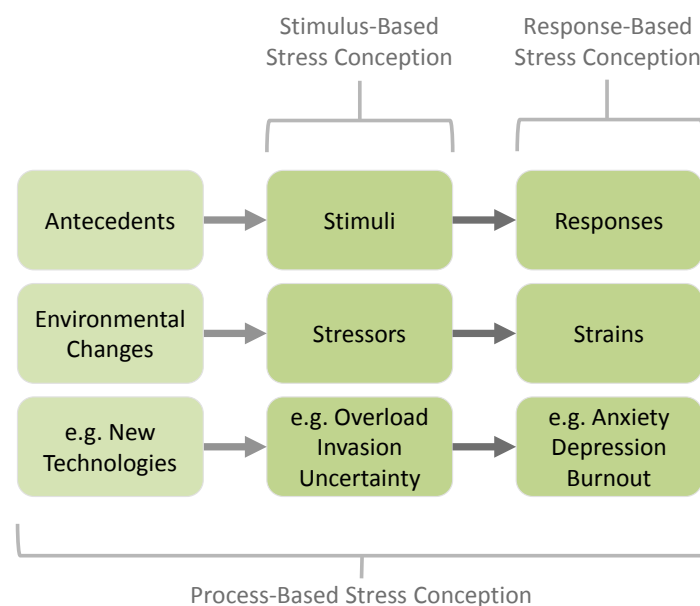 Stimulus-Based
Stress Conception
Response-Based
Stress Conception
Antecedents
Stimuli
Responses
Environmental
Changes
Stressors
Strains
e.g. New
Technologies
e.g. Overload
Invasion
Uncertainty
e.g. Anxiety
Depression
Burnout
Process-Based Stress Conception